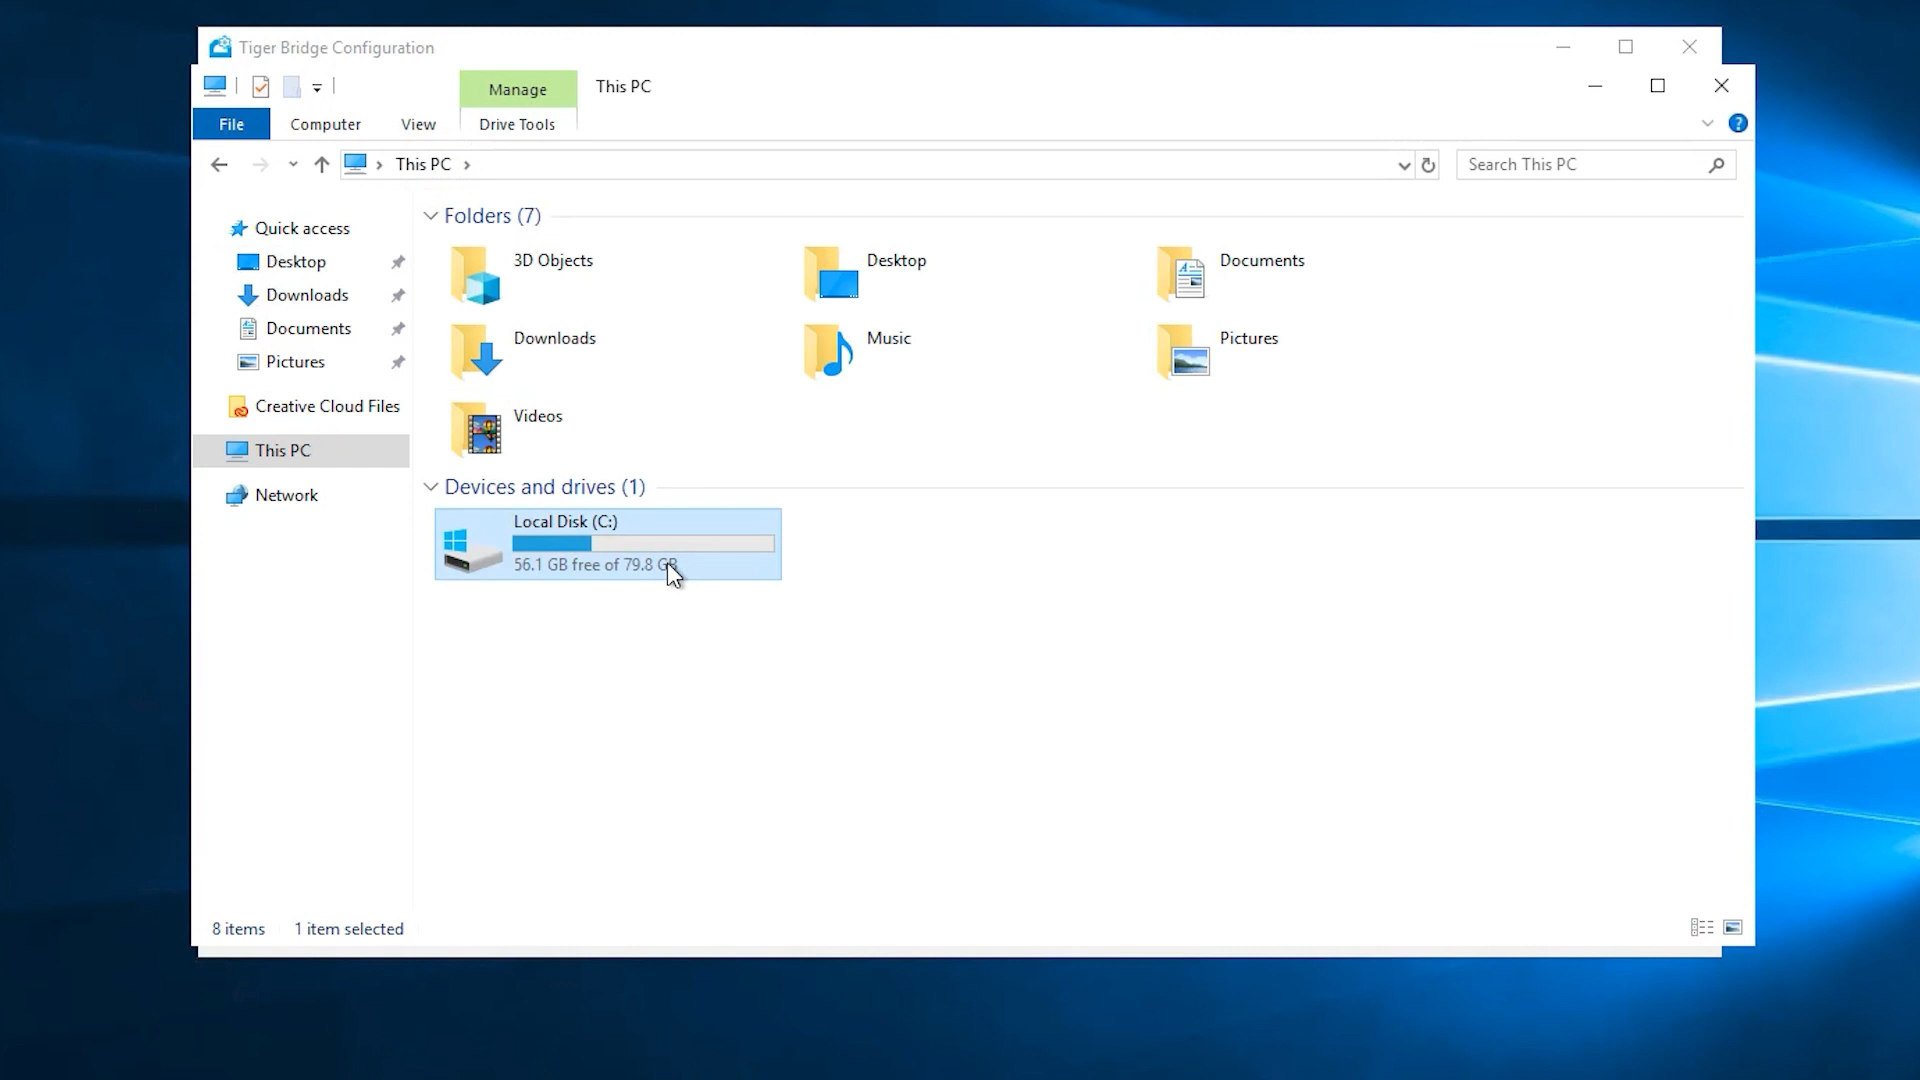 Tiger Bridge Configuration
Manage
This PC
File
Computer
View
Drive Tools
This PC
Search This PC
Quick access
Desktop
Downloads
Documents
Pictures
Creative Cloud Files
This PC
Network
Folders (7)
3D Objects
Desktop
Documents
Downloads
Music
Pictures
Videos
Devices and drives (1)
Local Disk (C:)
56.1 GB free of 79.8 GB
8 items
1 item selected